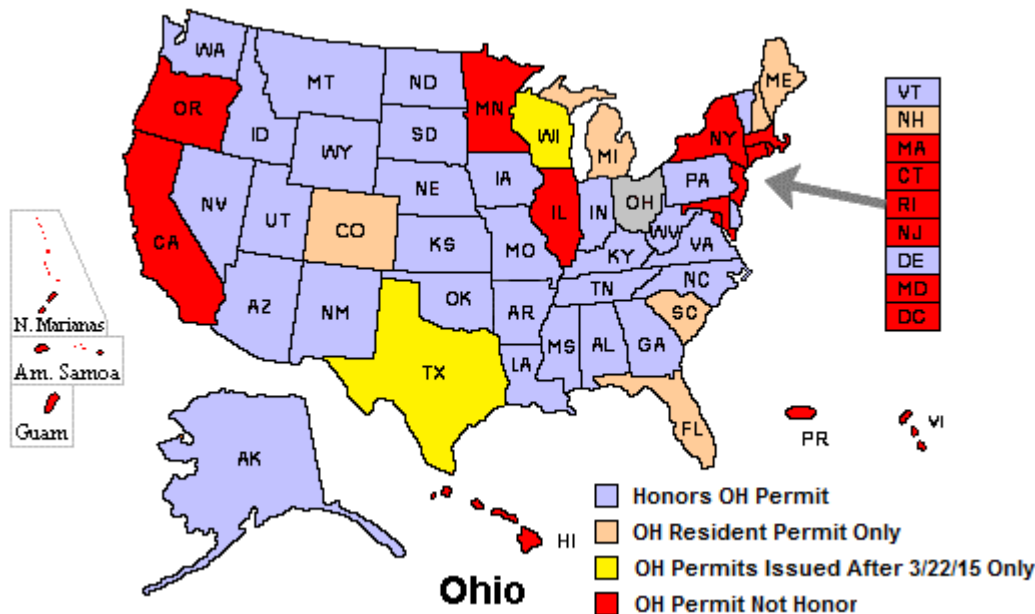 WA
MT
ND
MN
ME
VT
OR
NH
ID
SD
WI
NY
MA
WY
MI
CT
IA
PA
NE
OH
RI
NV
IL
IN
NJ
UT
CO
WV
DE
CA
KS
MO
KY
VA
MD
TN
NC
DC
AZ
NM
OK
AR
SC
N. Marianas
MS
AL
GA
LA
Am. Samoa
TX
FL
Guam
PR
VI
AK
Honors OH Permit
OH Resident Permit Only
HI
OH Permits Issued After 3/22/15 Only
Ohio
OH Permit Not Honor